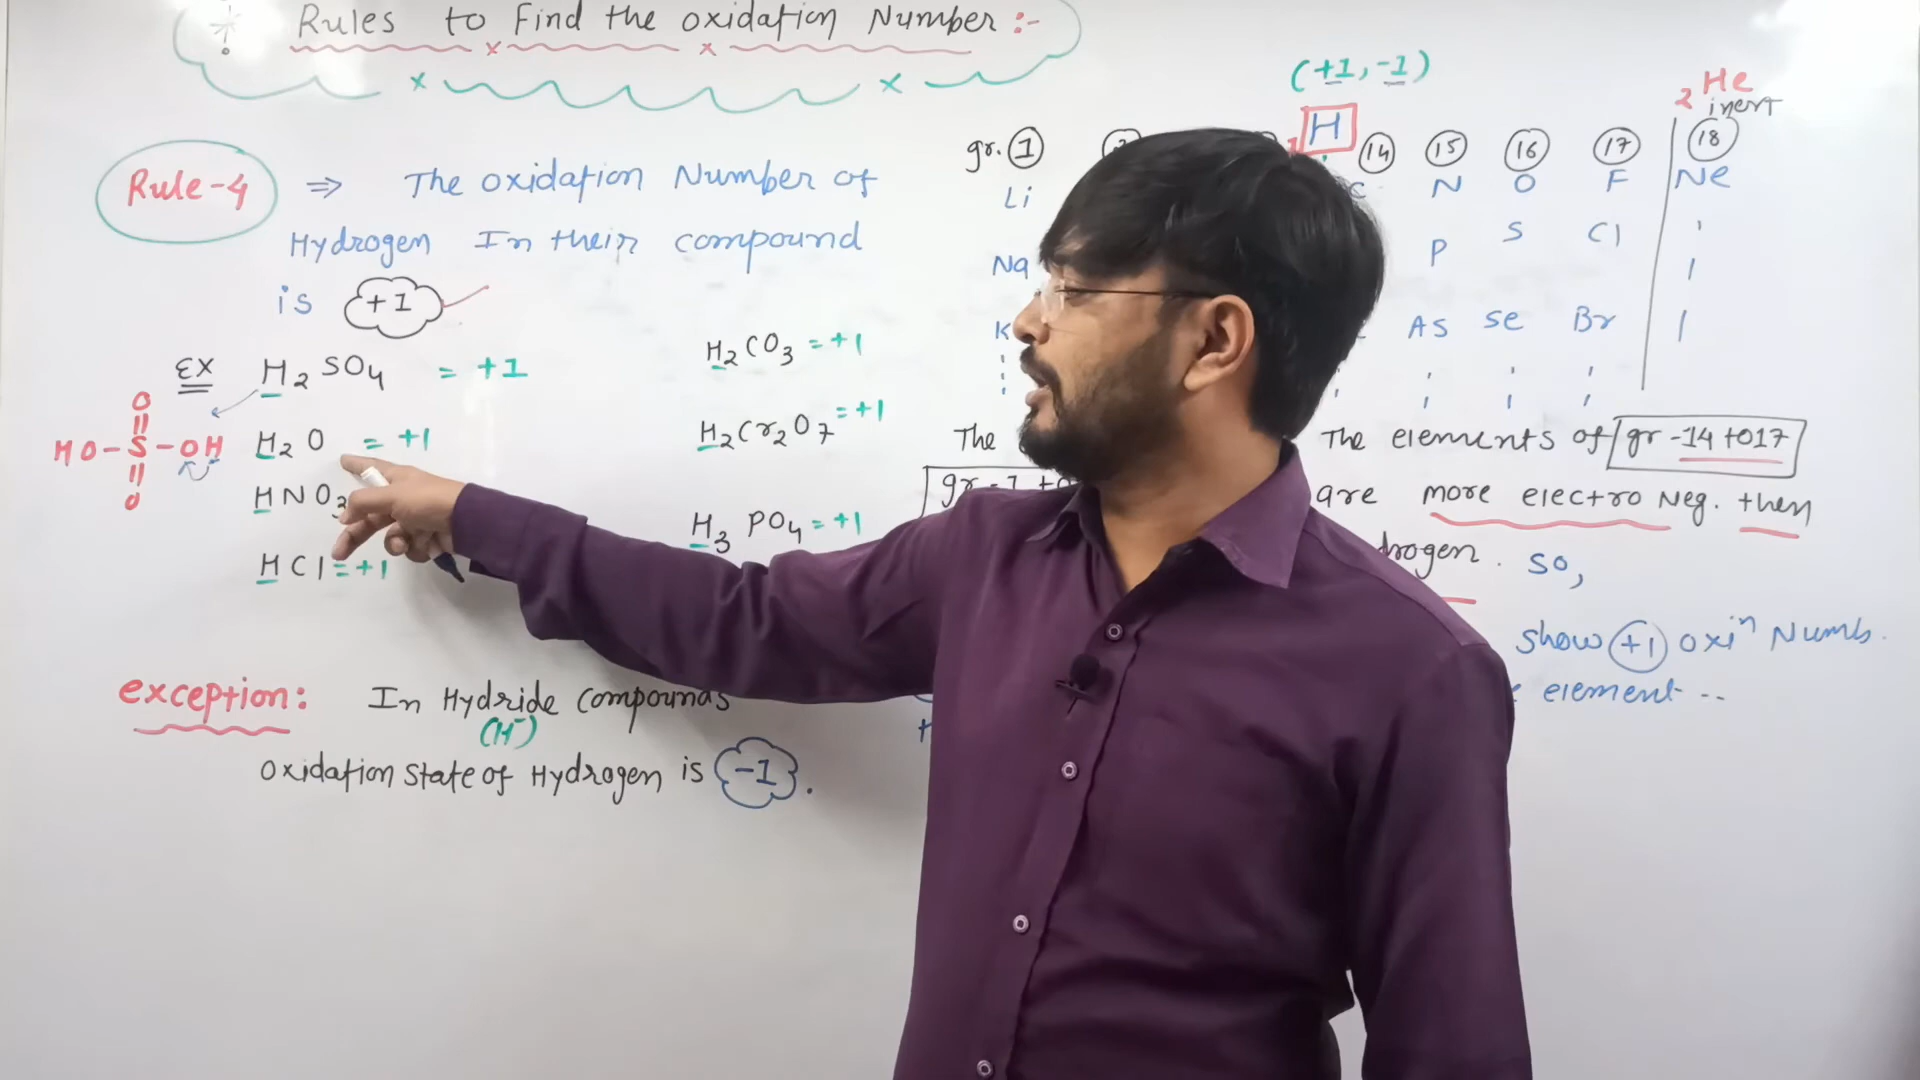 Rules to Find the oxidation Number :-
Rule-4 ⇒ The oxidation Number of
Hydrogen In their compound
is +1
Ex H₂SO₄ = +1
H₂O = +1
HNO₃
HCl = +1
O
HO-S-OH
O
H₂CO₃ = +1
H₂Cr₂O₇ = +1
H₃PO₄ = +1
exception: In Hydride compounds
(H⁻)
oxidation state of Hydrogen is -1.
(+1, -1)
H
₂He
inert
gr. 1 14 15 16 17 18
Li N O F Ne
Na P S Cl
K As Se Br
The
gr-1
The elements of gr-14 to 17
are more electro Neg. then
drogen. so,
show +1 oxiⁿ Numb.
element ..